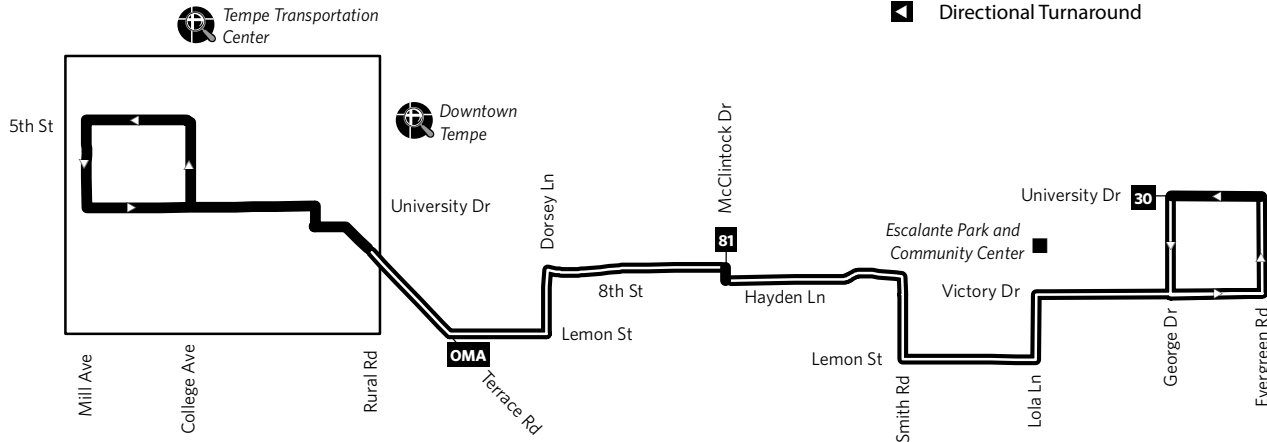 Tempe Transportation
Center
Directional Turnaround
5th St
Downtown
Tempe
University Dr
Dorsey Ln
McClintock Dr
81
University Dr
30
Escalante Park and
Community Center
8th St
Hayden Ln
Victory Dr
Lemon St
OMA
Terrace Rd
Lemon St
Mill Ave
College Ave
Rural Rd
Smith Rd
Lola Ln
George Dr
Evergreen Rd